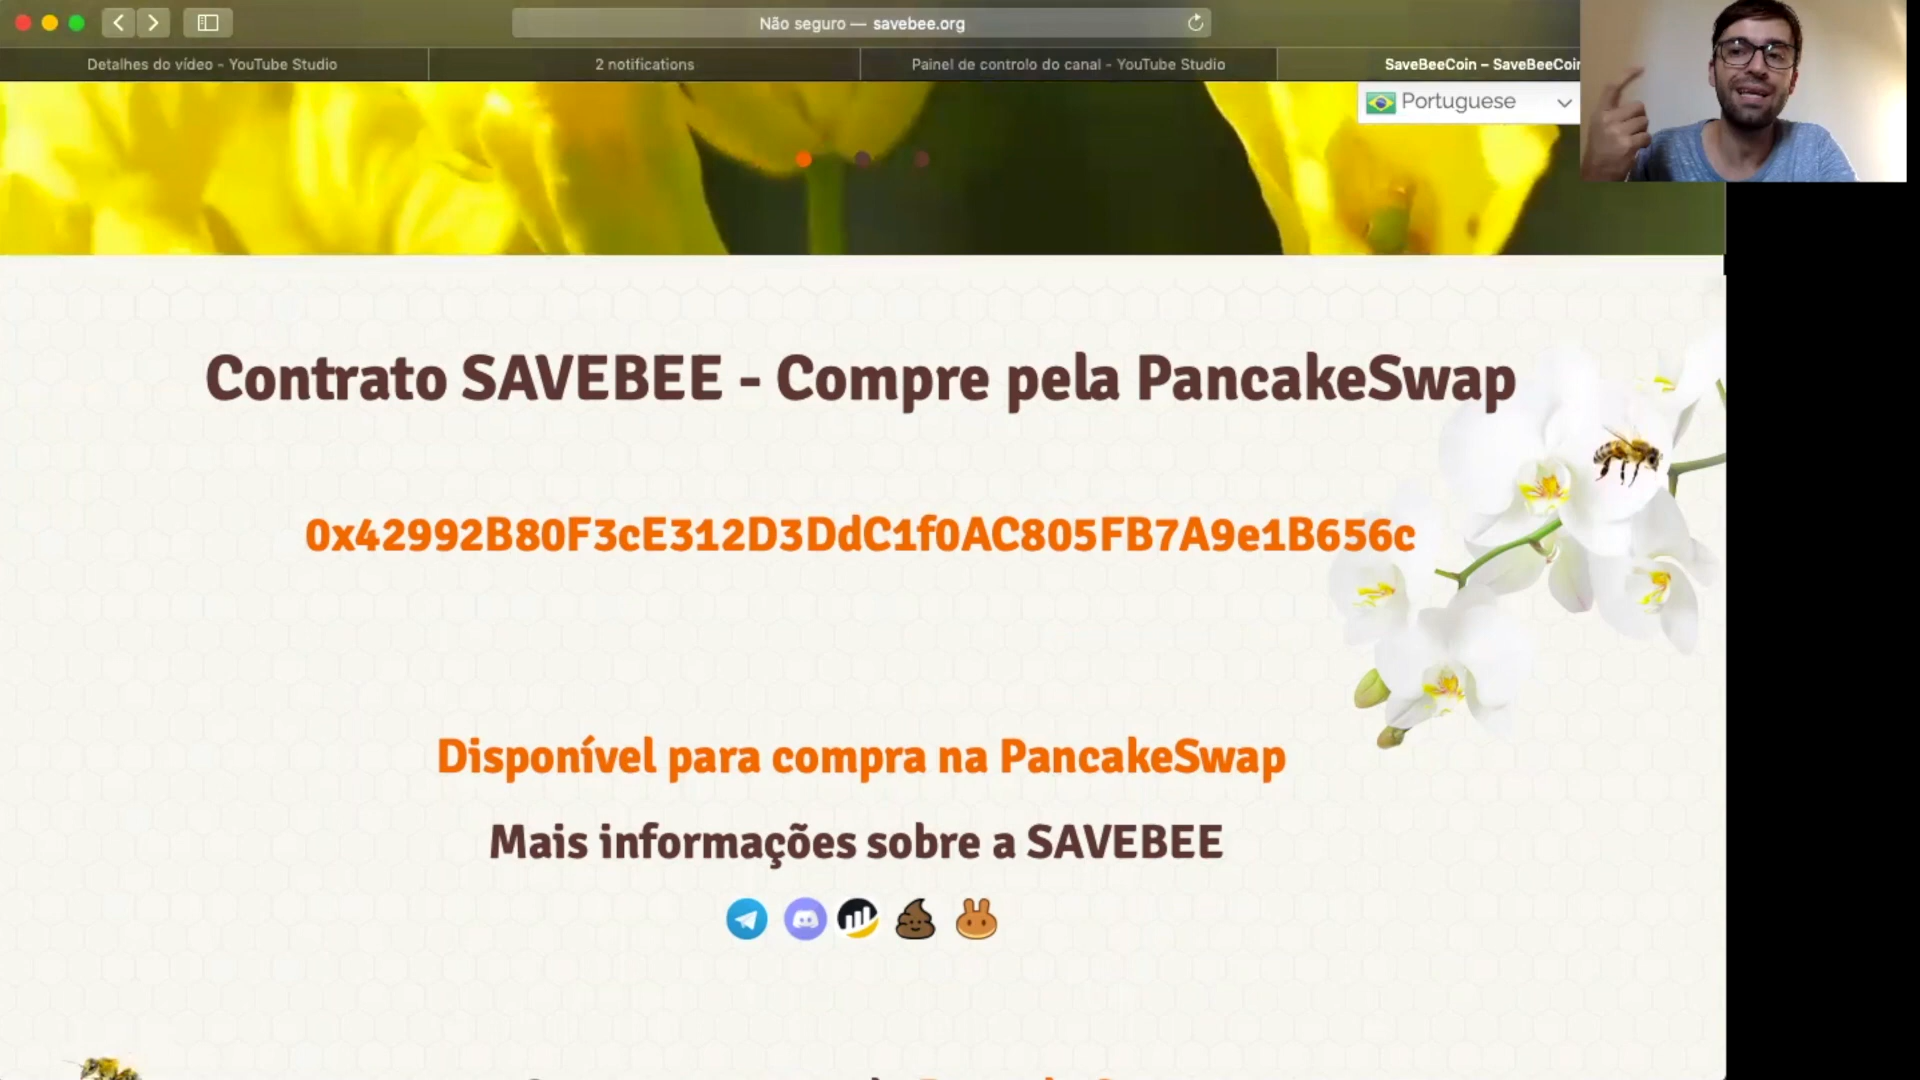 Não seguro — savebee.org
Detalhes do vídeo - YouTube Studio
2 notifications
Painel de controlo do canal - YouTube Studio
SaveBeeCoin – SaveBeeCoin
Portuguese
Contrato SAVEBEE - Compre pela PancakeSwap
0x42992B80F3cE312D3DdC1f0AC805FB7A9e1B656c
Disponível para compra na PancakeSwap
Mais informações sobre a SAVEBEE